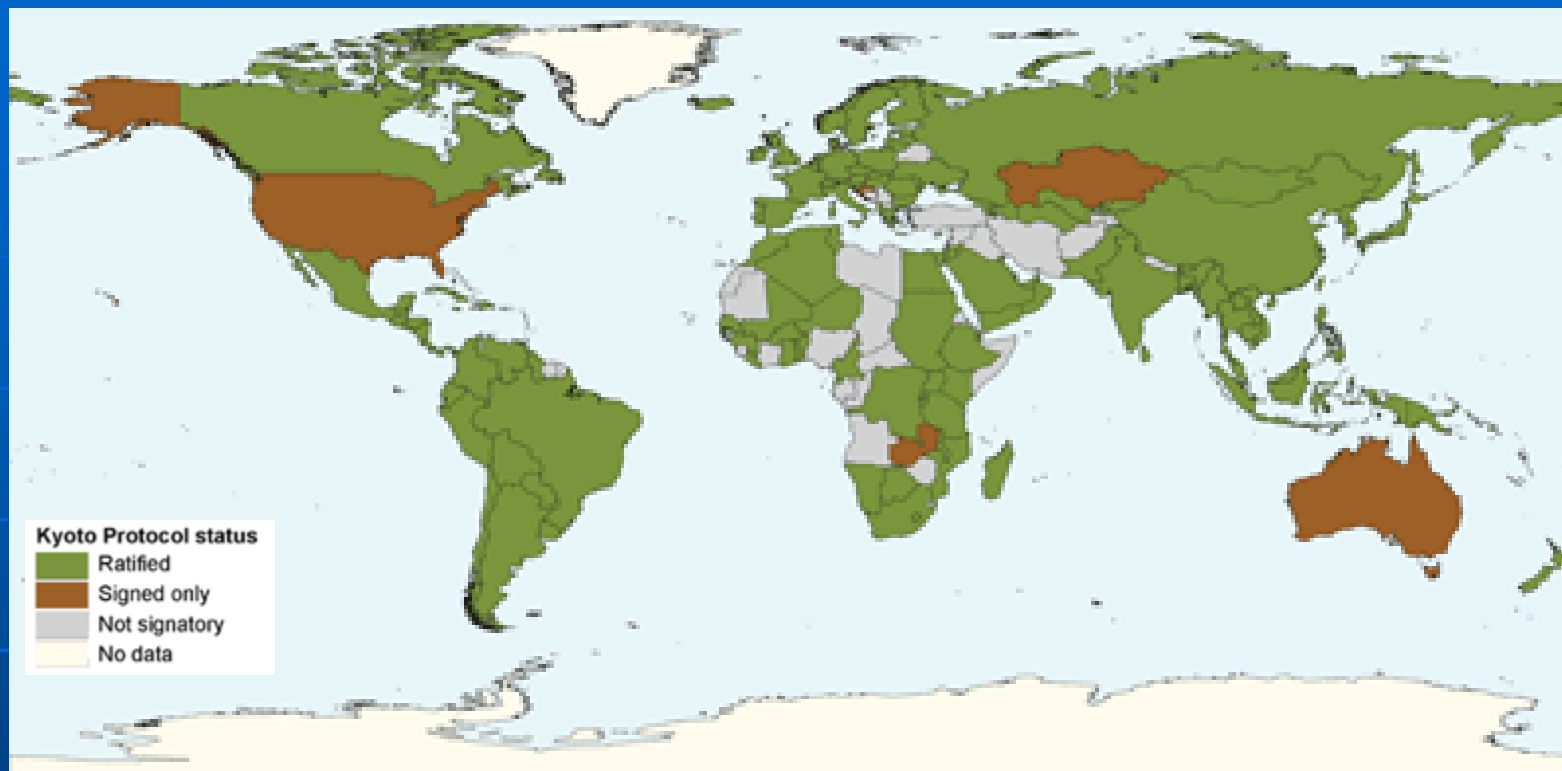 Kyoto Protocol status
Ratified
Signed only
Not signatory
No data